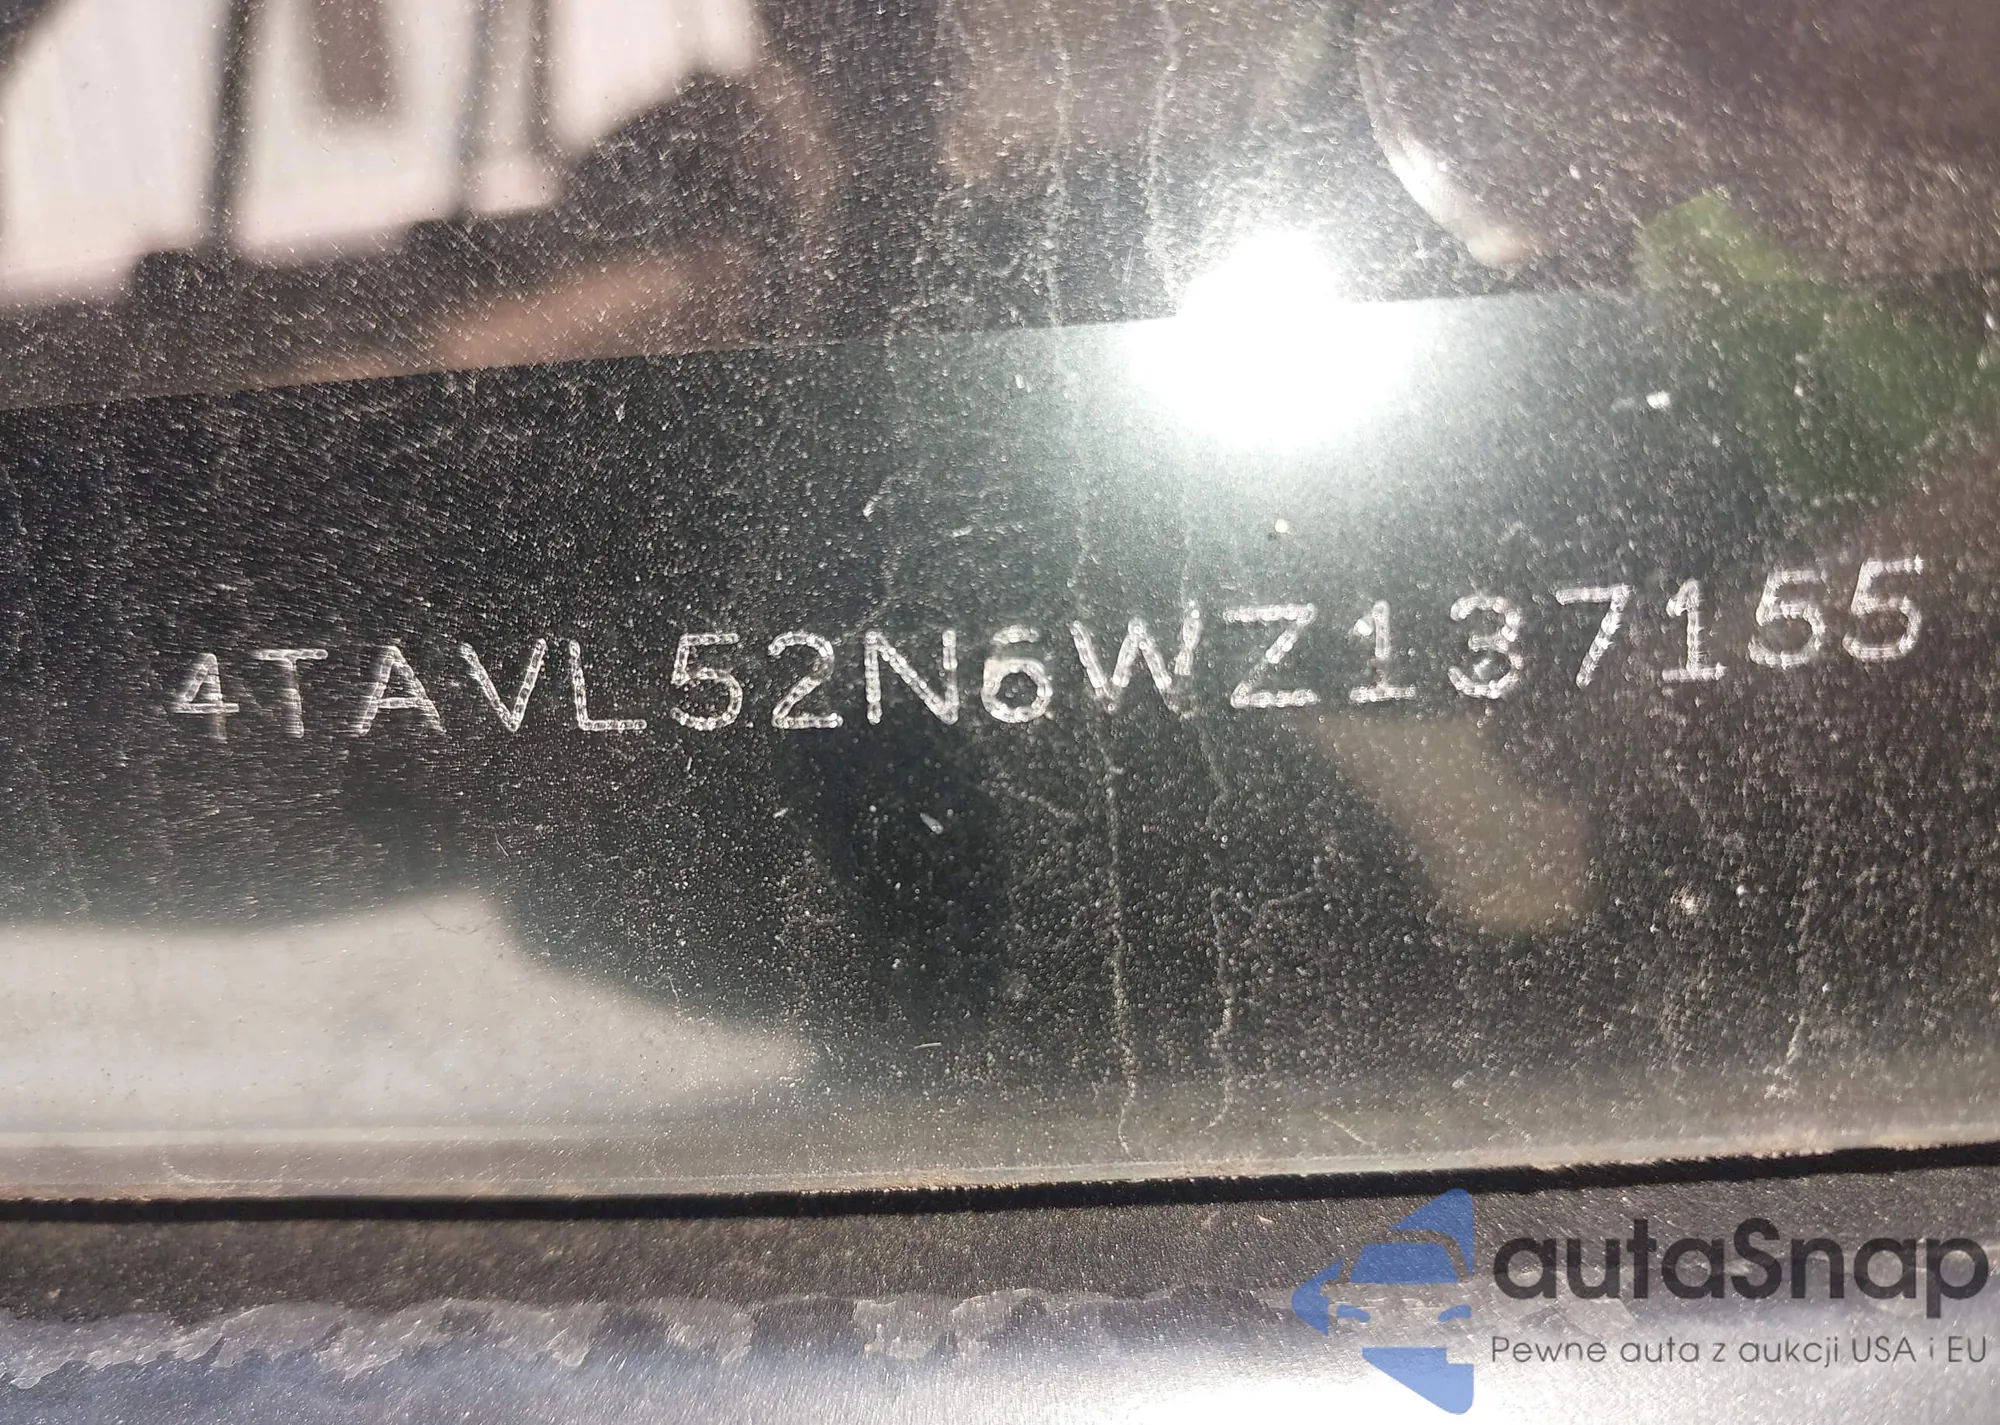 4TAVL52N6WZ137155
autaSnap
Pewne auta z aukcji USA i EU